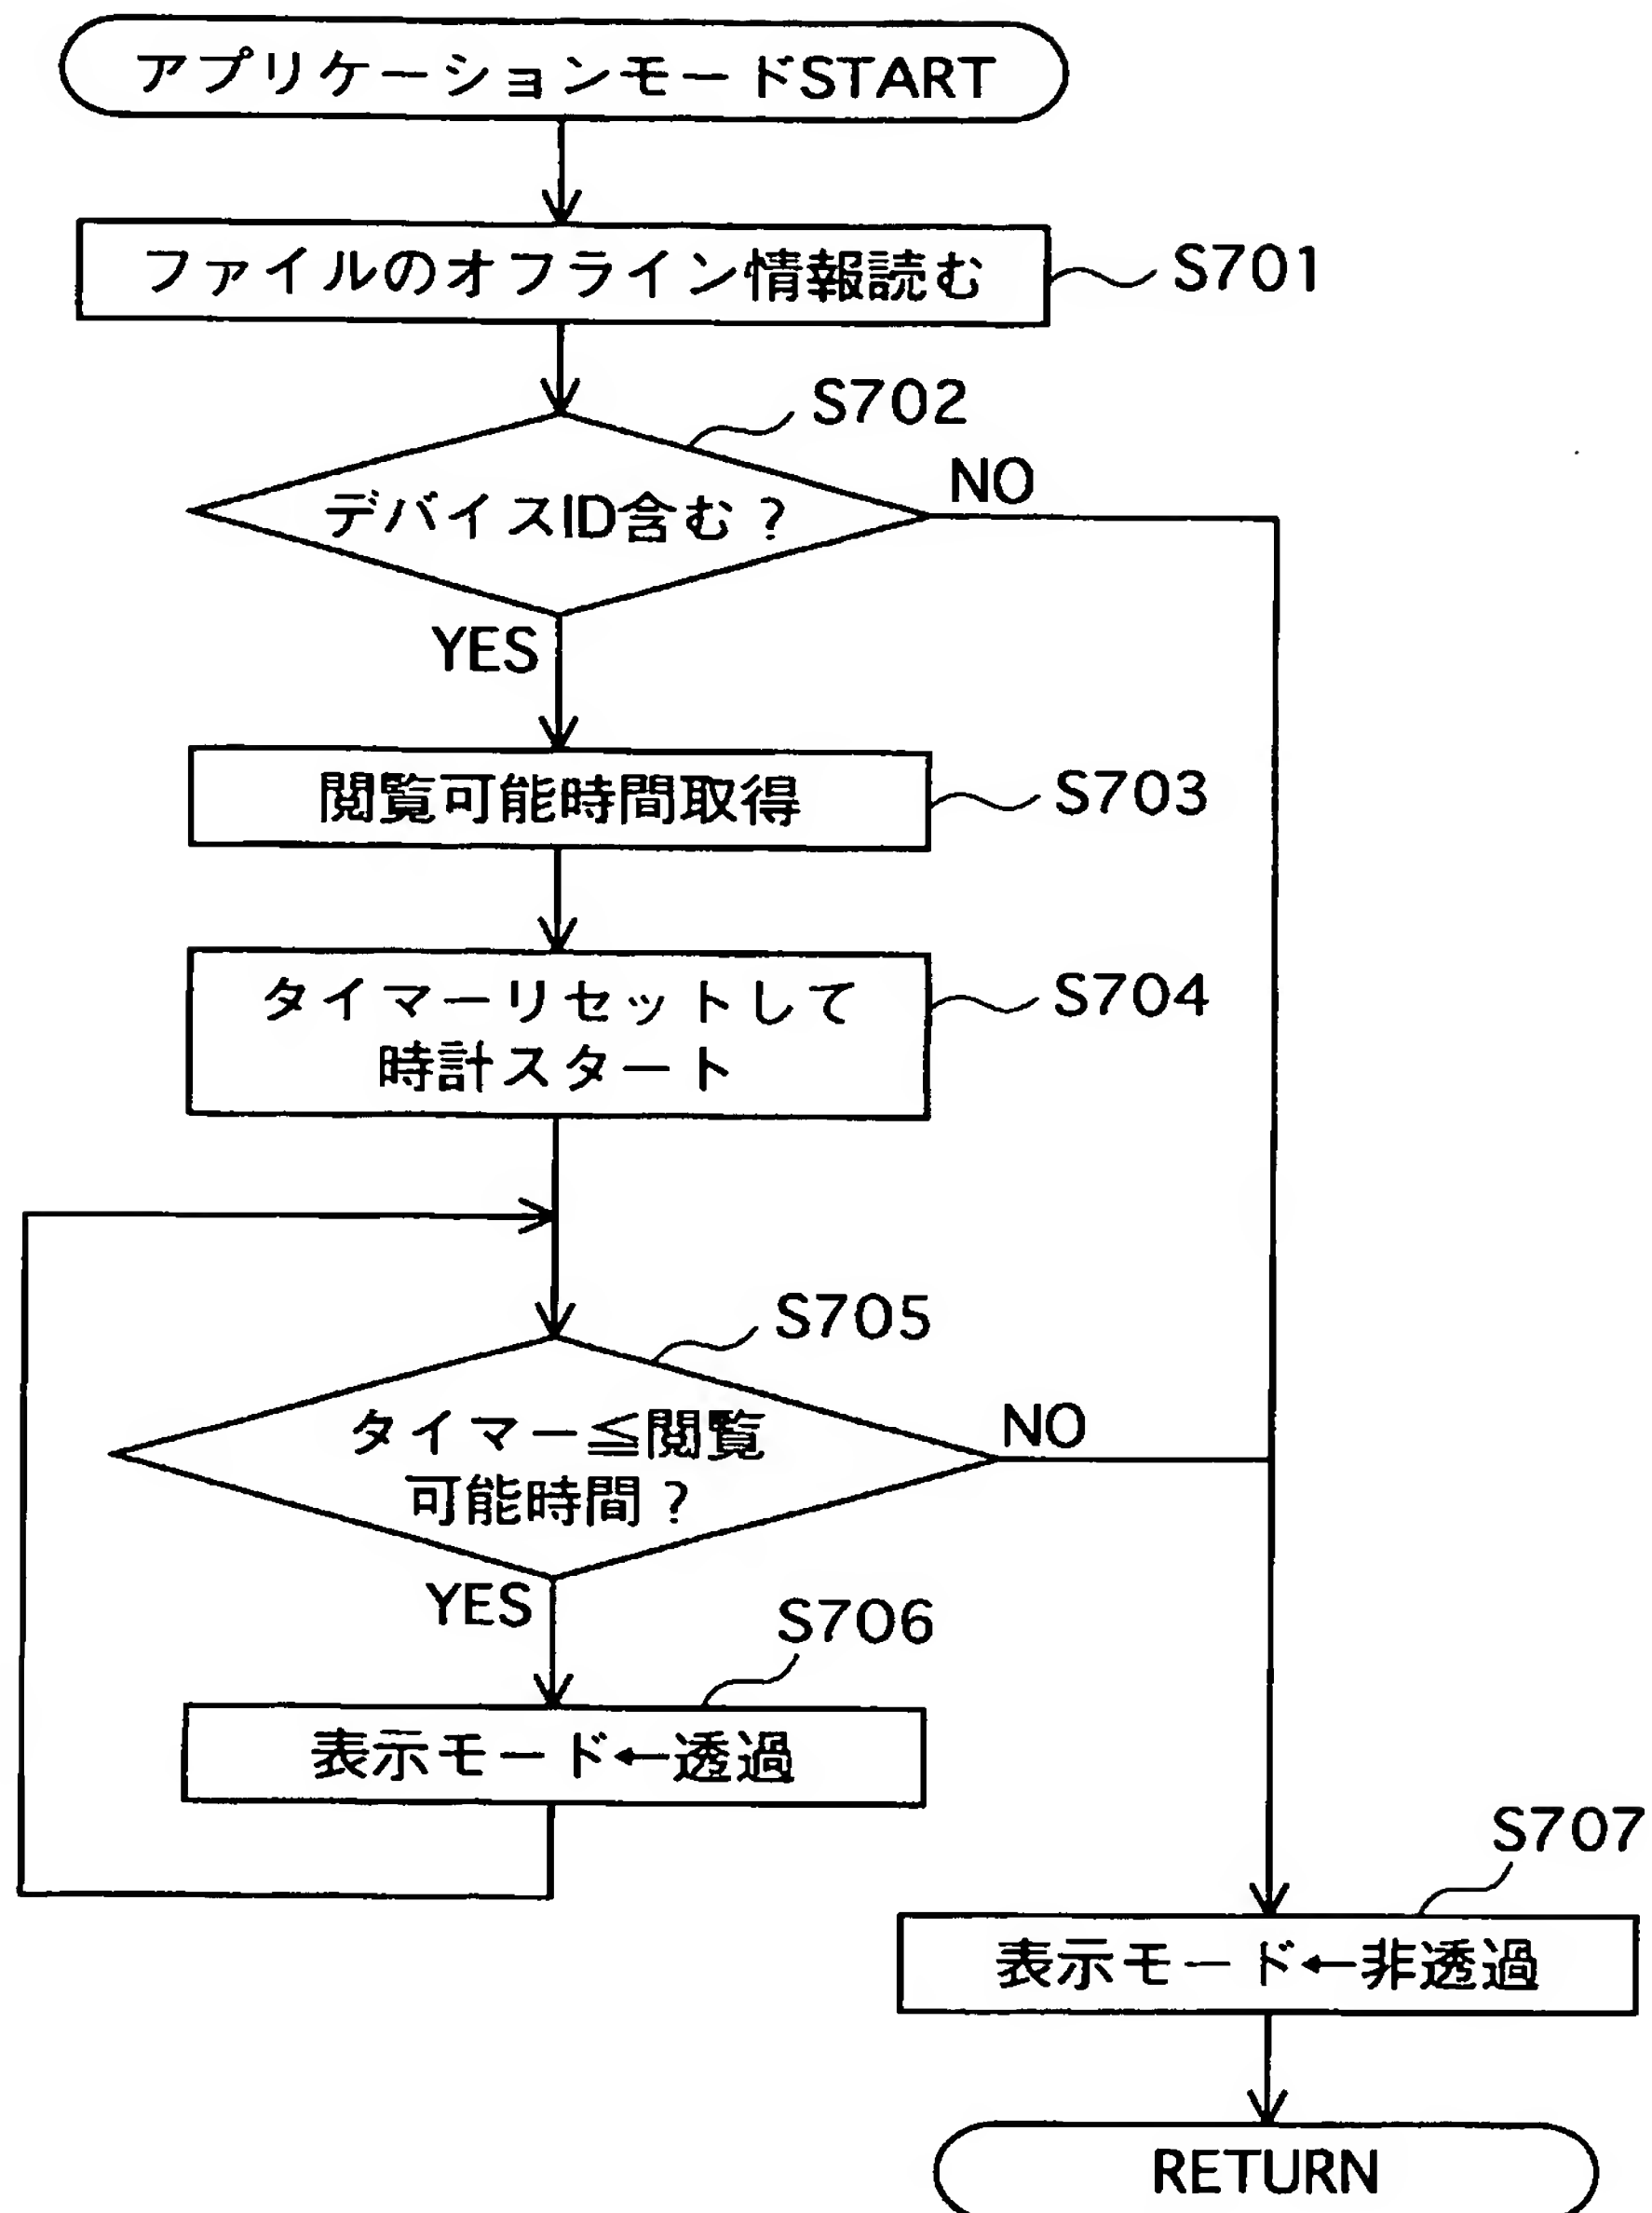 アプリケーションモードSTART
ファイルのオフライン情報読む
S701
S702
デバイスID含む？
NO
YES
閲覧可能時間取得
S703
タイマーリセットして
時計スタート
S704
S705
タイマー≦閲覧
可能時間？
NO
YES
S706
表示モード←透過
S707
表示モード←非透過
RETURN